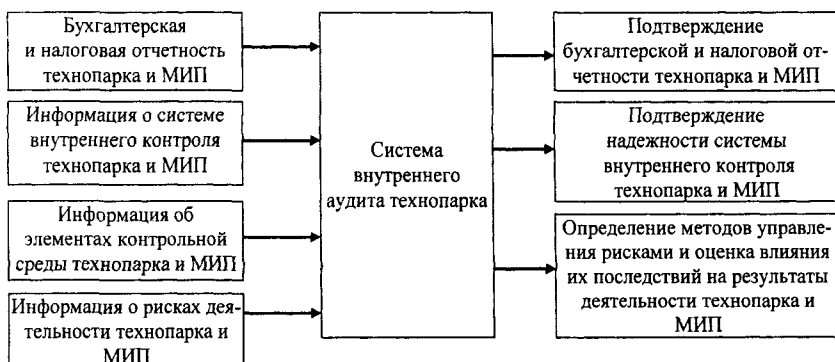 Бухгалтерская
и налоговая отчетность
технопарка и МИП
Информация о системе
внутреннего контроля
технопарка и МИП
Информация об
элементах контрольной
среды технопарка и МИП
Информация о рисках дея-
тельности технопарка и
МИП
Система
внутреннего
аудита технопарка
Подтверждение
бухгалтерской и налоговой от-
четности технопарка и МИП
Подтверждение
надежности системы
внутреннего контроля
технопарка и МИП
Определение методов управле-
ния рисками и оценка влияния
их последствий на результаты
деятельности технопарка и
МИП